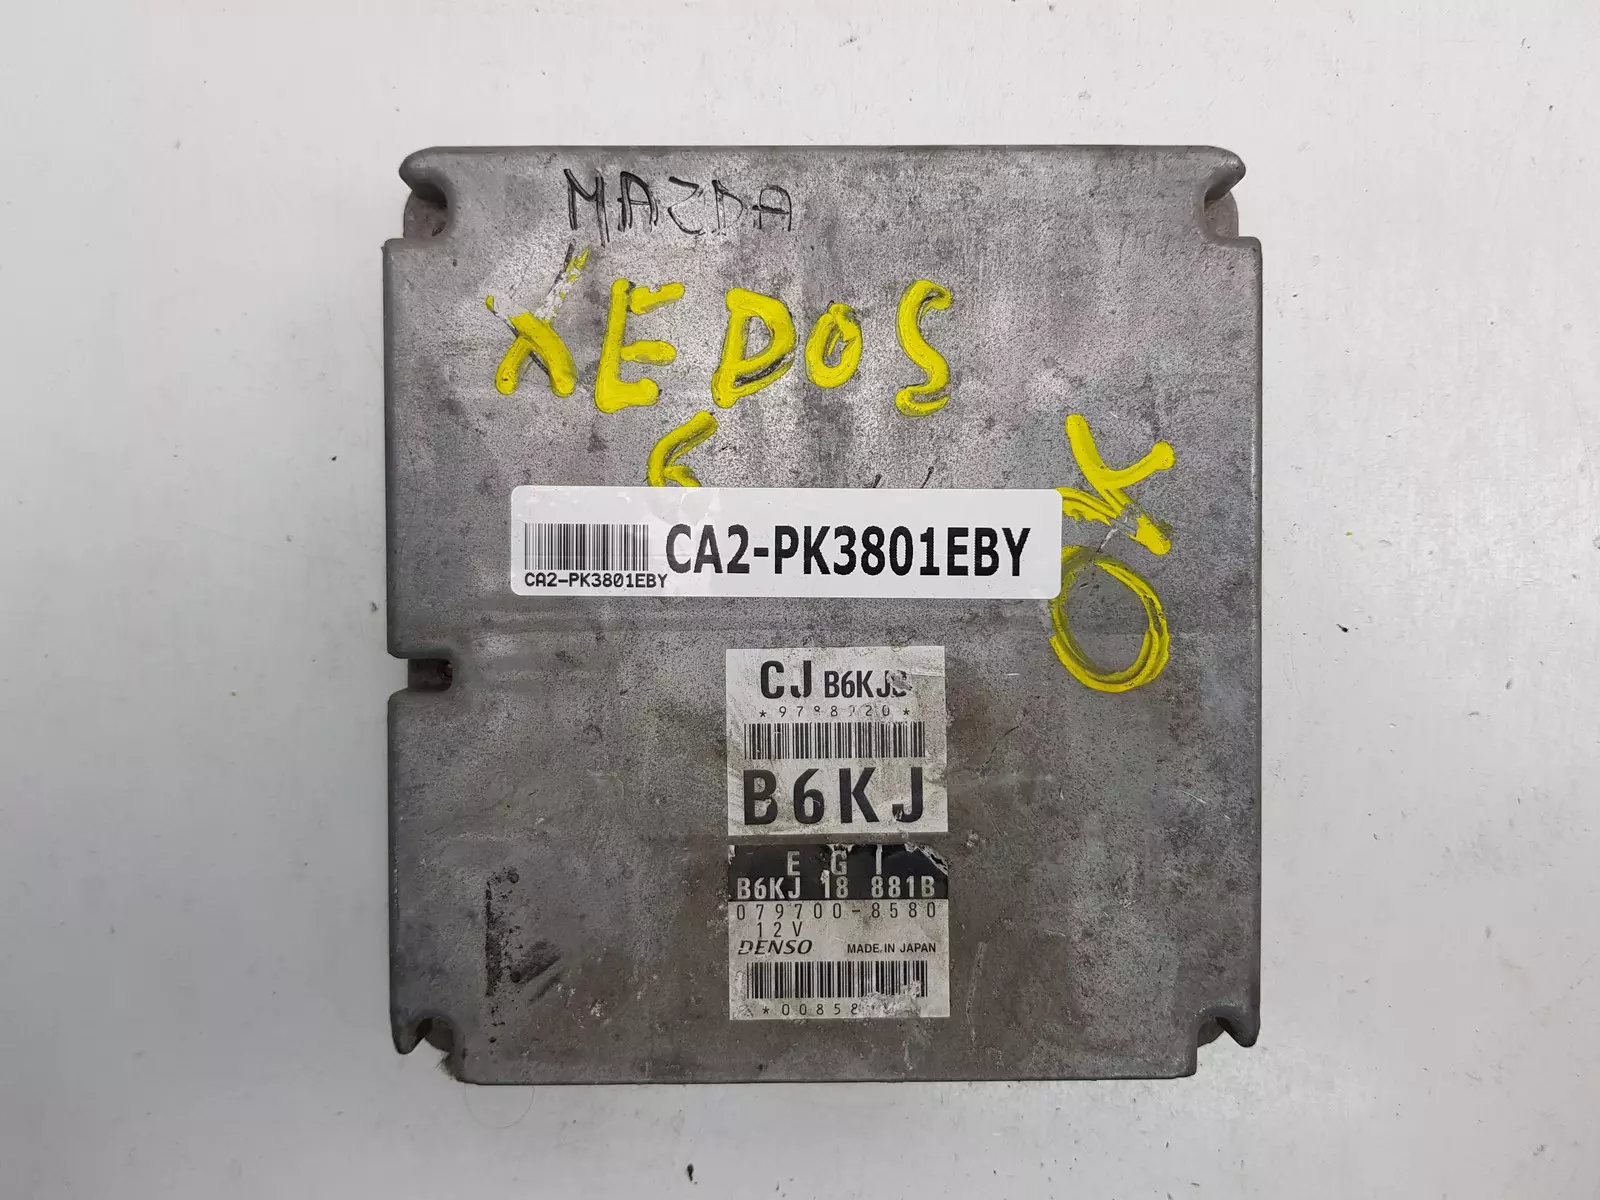 MAZDA
XEDOS
6
OK
CA2-PK3801EBY
CA2-PK3801EBY
CJ B6KJ
B6KJ
EGI
B6KJ 18 881B
079700-8580
12V
DENSO MADE IN JAPAN